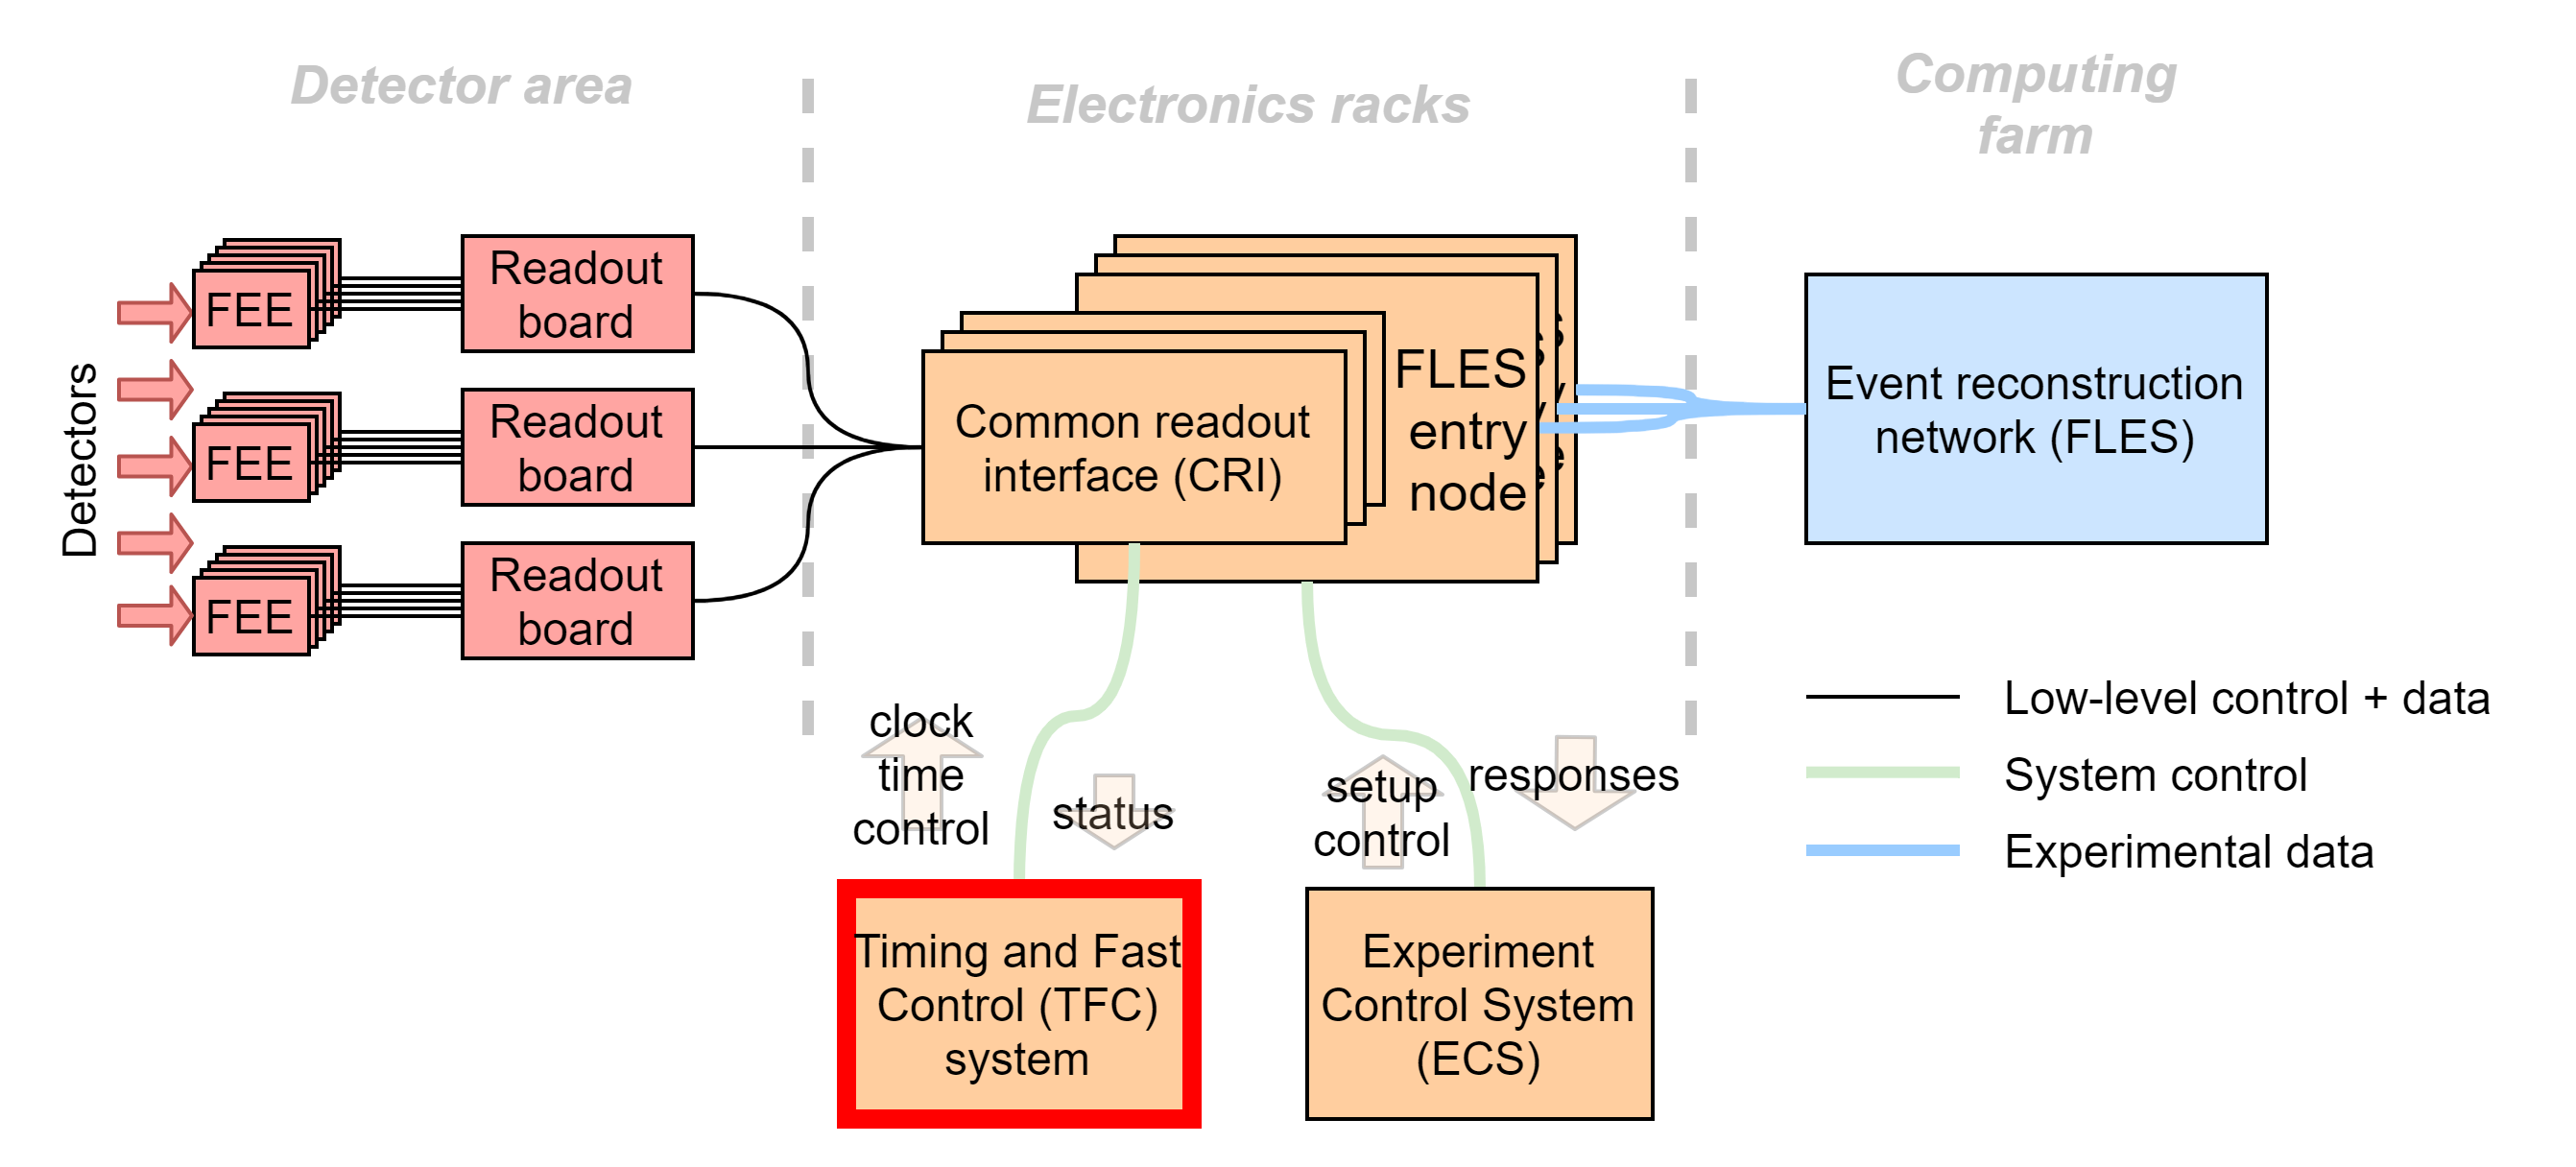 Detector area
Electronics racks
Computing
farm
Detectors
FEE
Readout
board
FEE
Readout
board
FEE
Readout
board
Common readout
interface (CRI)
FLES
entry
node
Event reconstruction
network (FLES)
Low-level control + data
System control
Experimental data
clock
time
control
status
setup
control
responses
Timing and Fast
Control (TFC)
system
Experiment
Control System
(ECS)